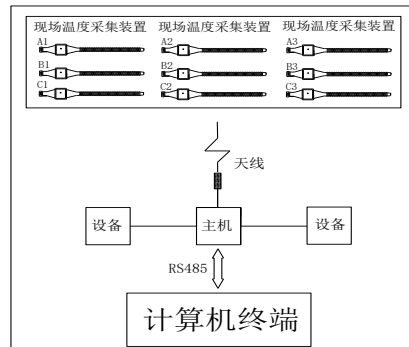 现场温度采集装置 现场温度采集装置 现场温度采集装置
A1 A2 A3
B1 B2 B3
C1 C2 C3
天线
设备 主机 设备
RS485
计算机终端